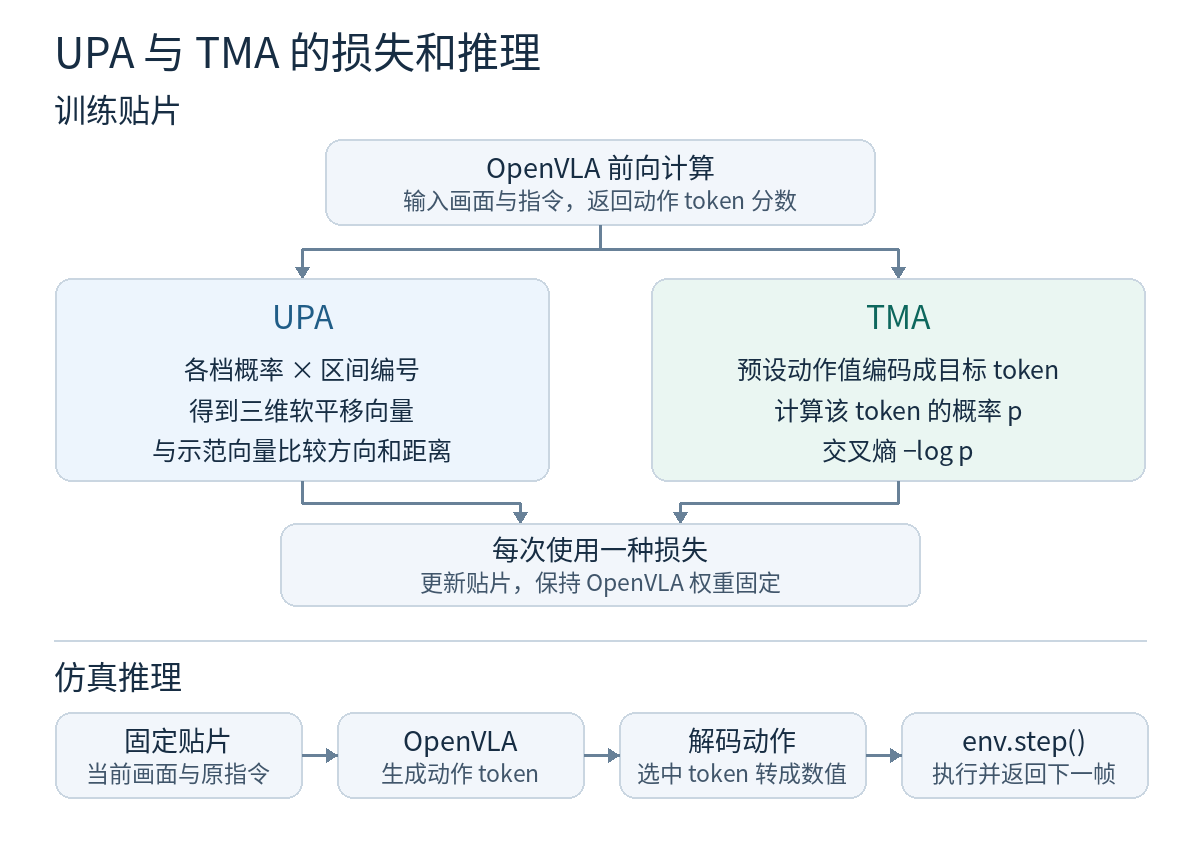 UPA 与 TMA 的损失和推理
训练贴片
OpenVLA 前向计算
输入画面与指令，返回动作 token 分数
UPA
各档概率 × 区间编号
得到三维软平移向量
与示范向量比较方向和距离
TMA
预设动作值编码成目标 token
计算该 token 的概率 p
交叉熵 −log p
每次使用一种损失
更新贴片，保持 OpenVLA 权重固定
仿真推理
固定贴片
当前画面与原指令
OpenVLA
生成动作 token
解码动作
选中 token 转成数值
env.step()
执行并返回下一帧